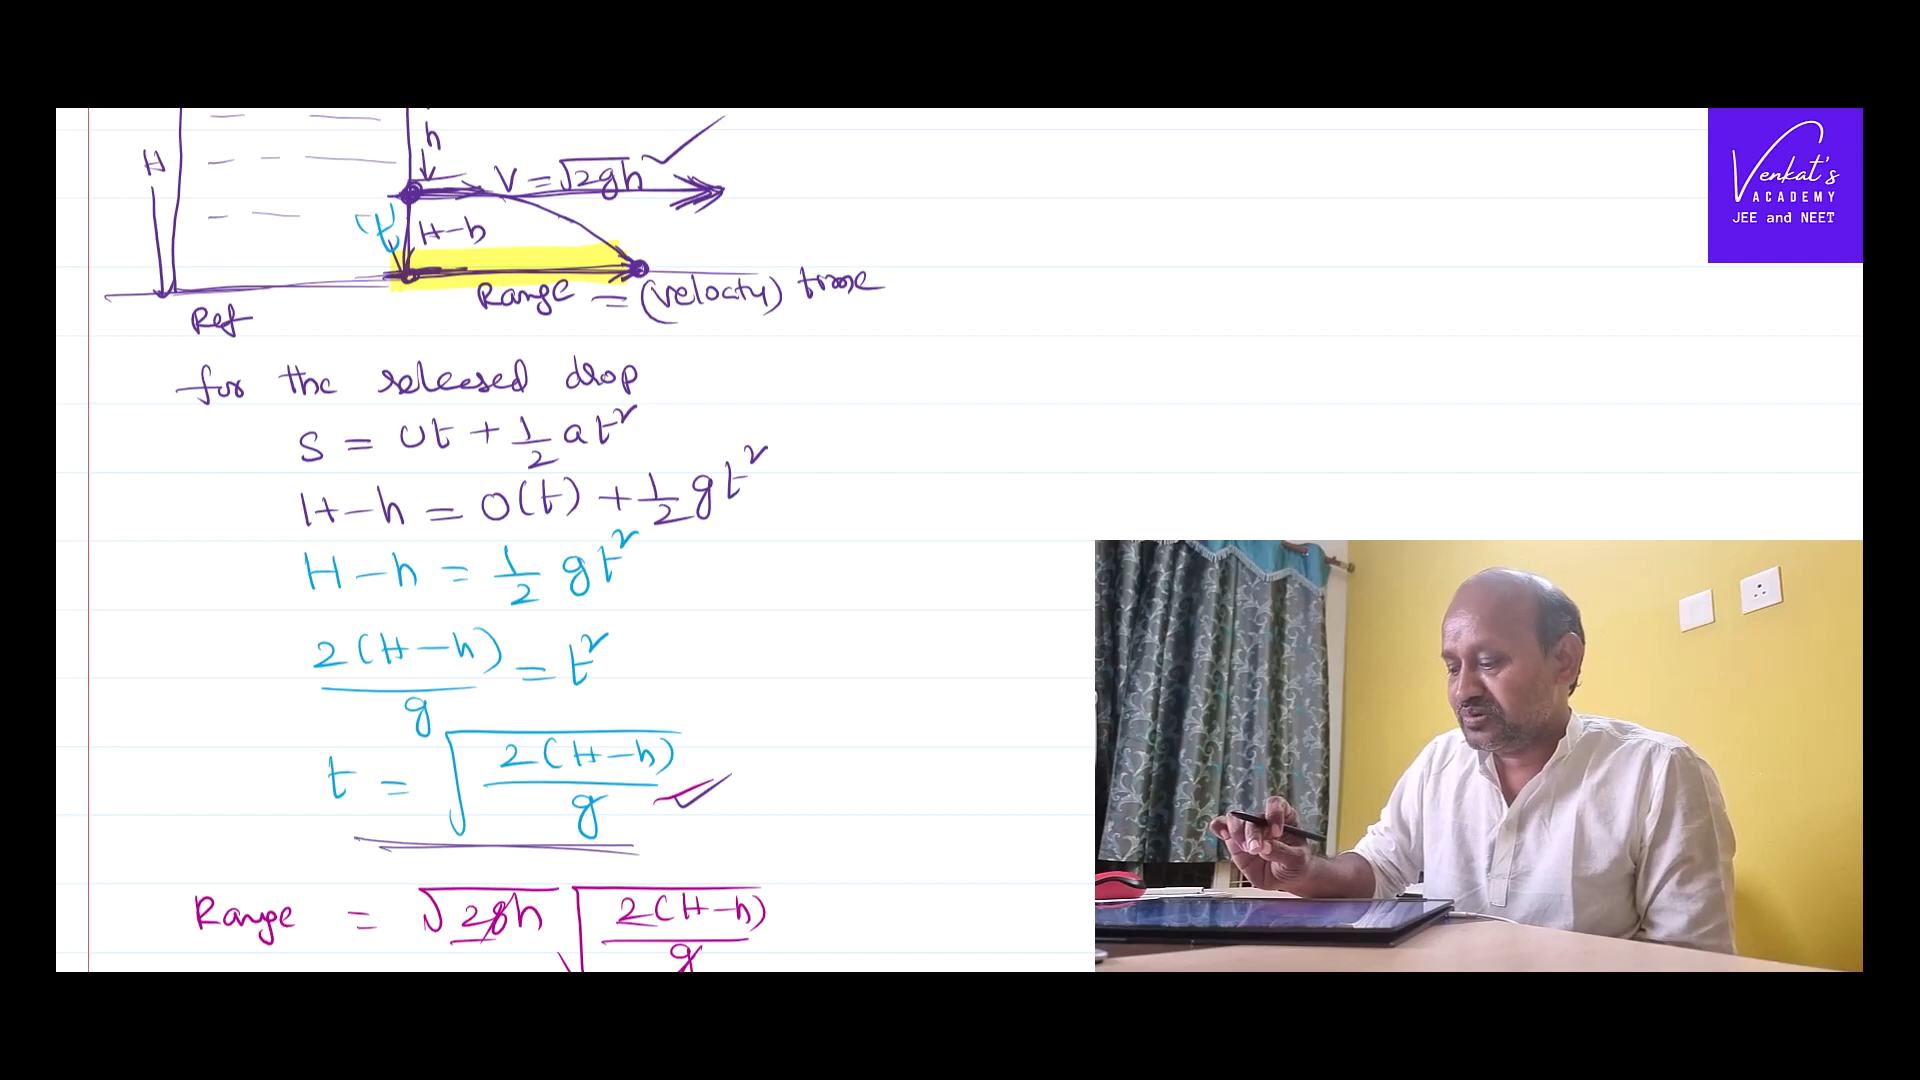 h
H
V = √2gh
(t)
H-h
Range = (velocity) time
Ref
for the released drop
S = ut + 1/2 at²
H-h = 0(t) + 1/2 gt²
H-h = 1/2 gt²
2(H-h)/g = t²
t = √(2(H-h)/g)
Range = √2gh √(2(H-h)/g)
Venkat's
ACADEMY
JEE and NEET